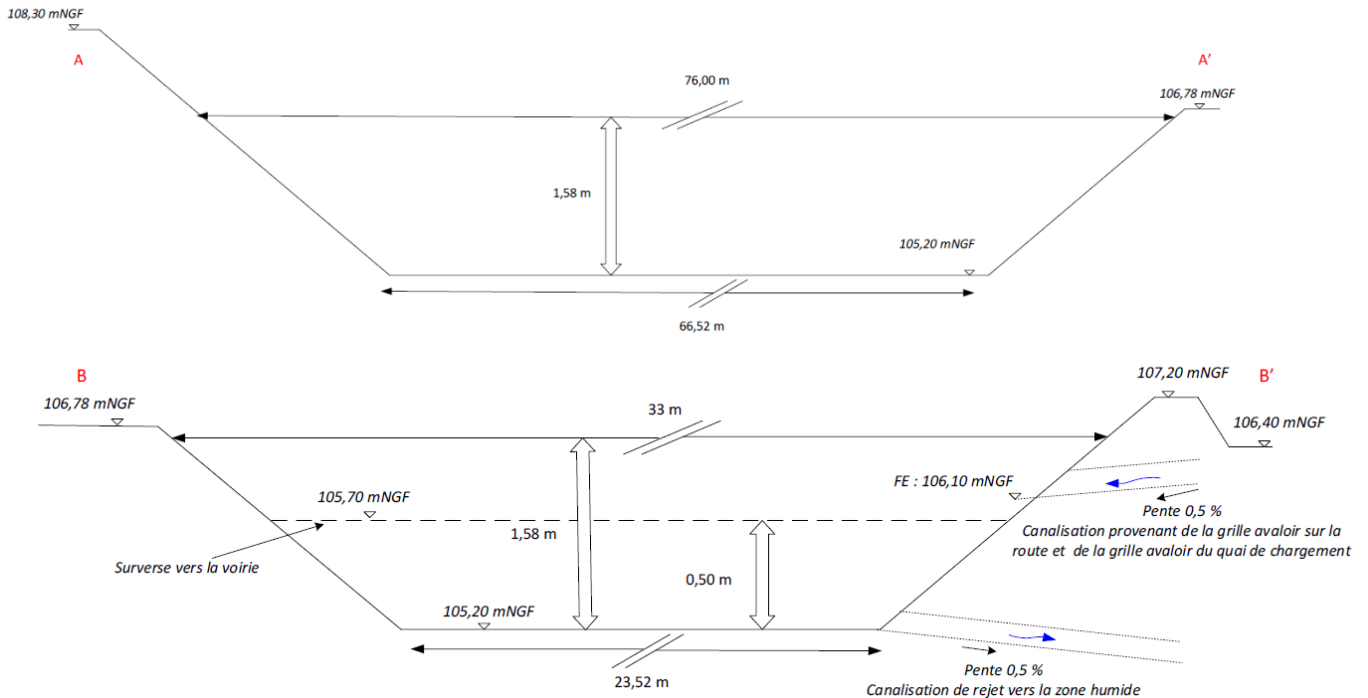 108,30 mNGF
A
A'
76,00 m
106,78 mNGF
1,58 m
105,20 mNGF
66,52 m
B
107,20 mNGF
B'
106,78 mNGF
33 m
106,40 mNGF
FE : 106,10 mNGF
105,70 mNGF
Pente 0,5 %
1,58 m
Canalisation provenant de la grille avaloir sur la
route et de la grille avaloir du quai de chargement
Surverse vers la voirie
0,50 m
105,20 mNGF
Pente 0,5 %
23,52 m
Canalisation de rejet vers la zone humide